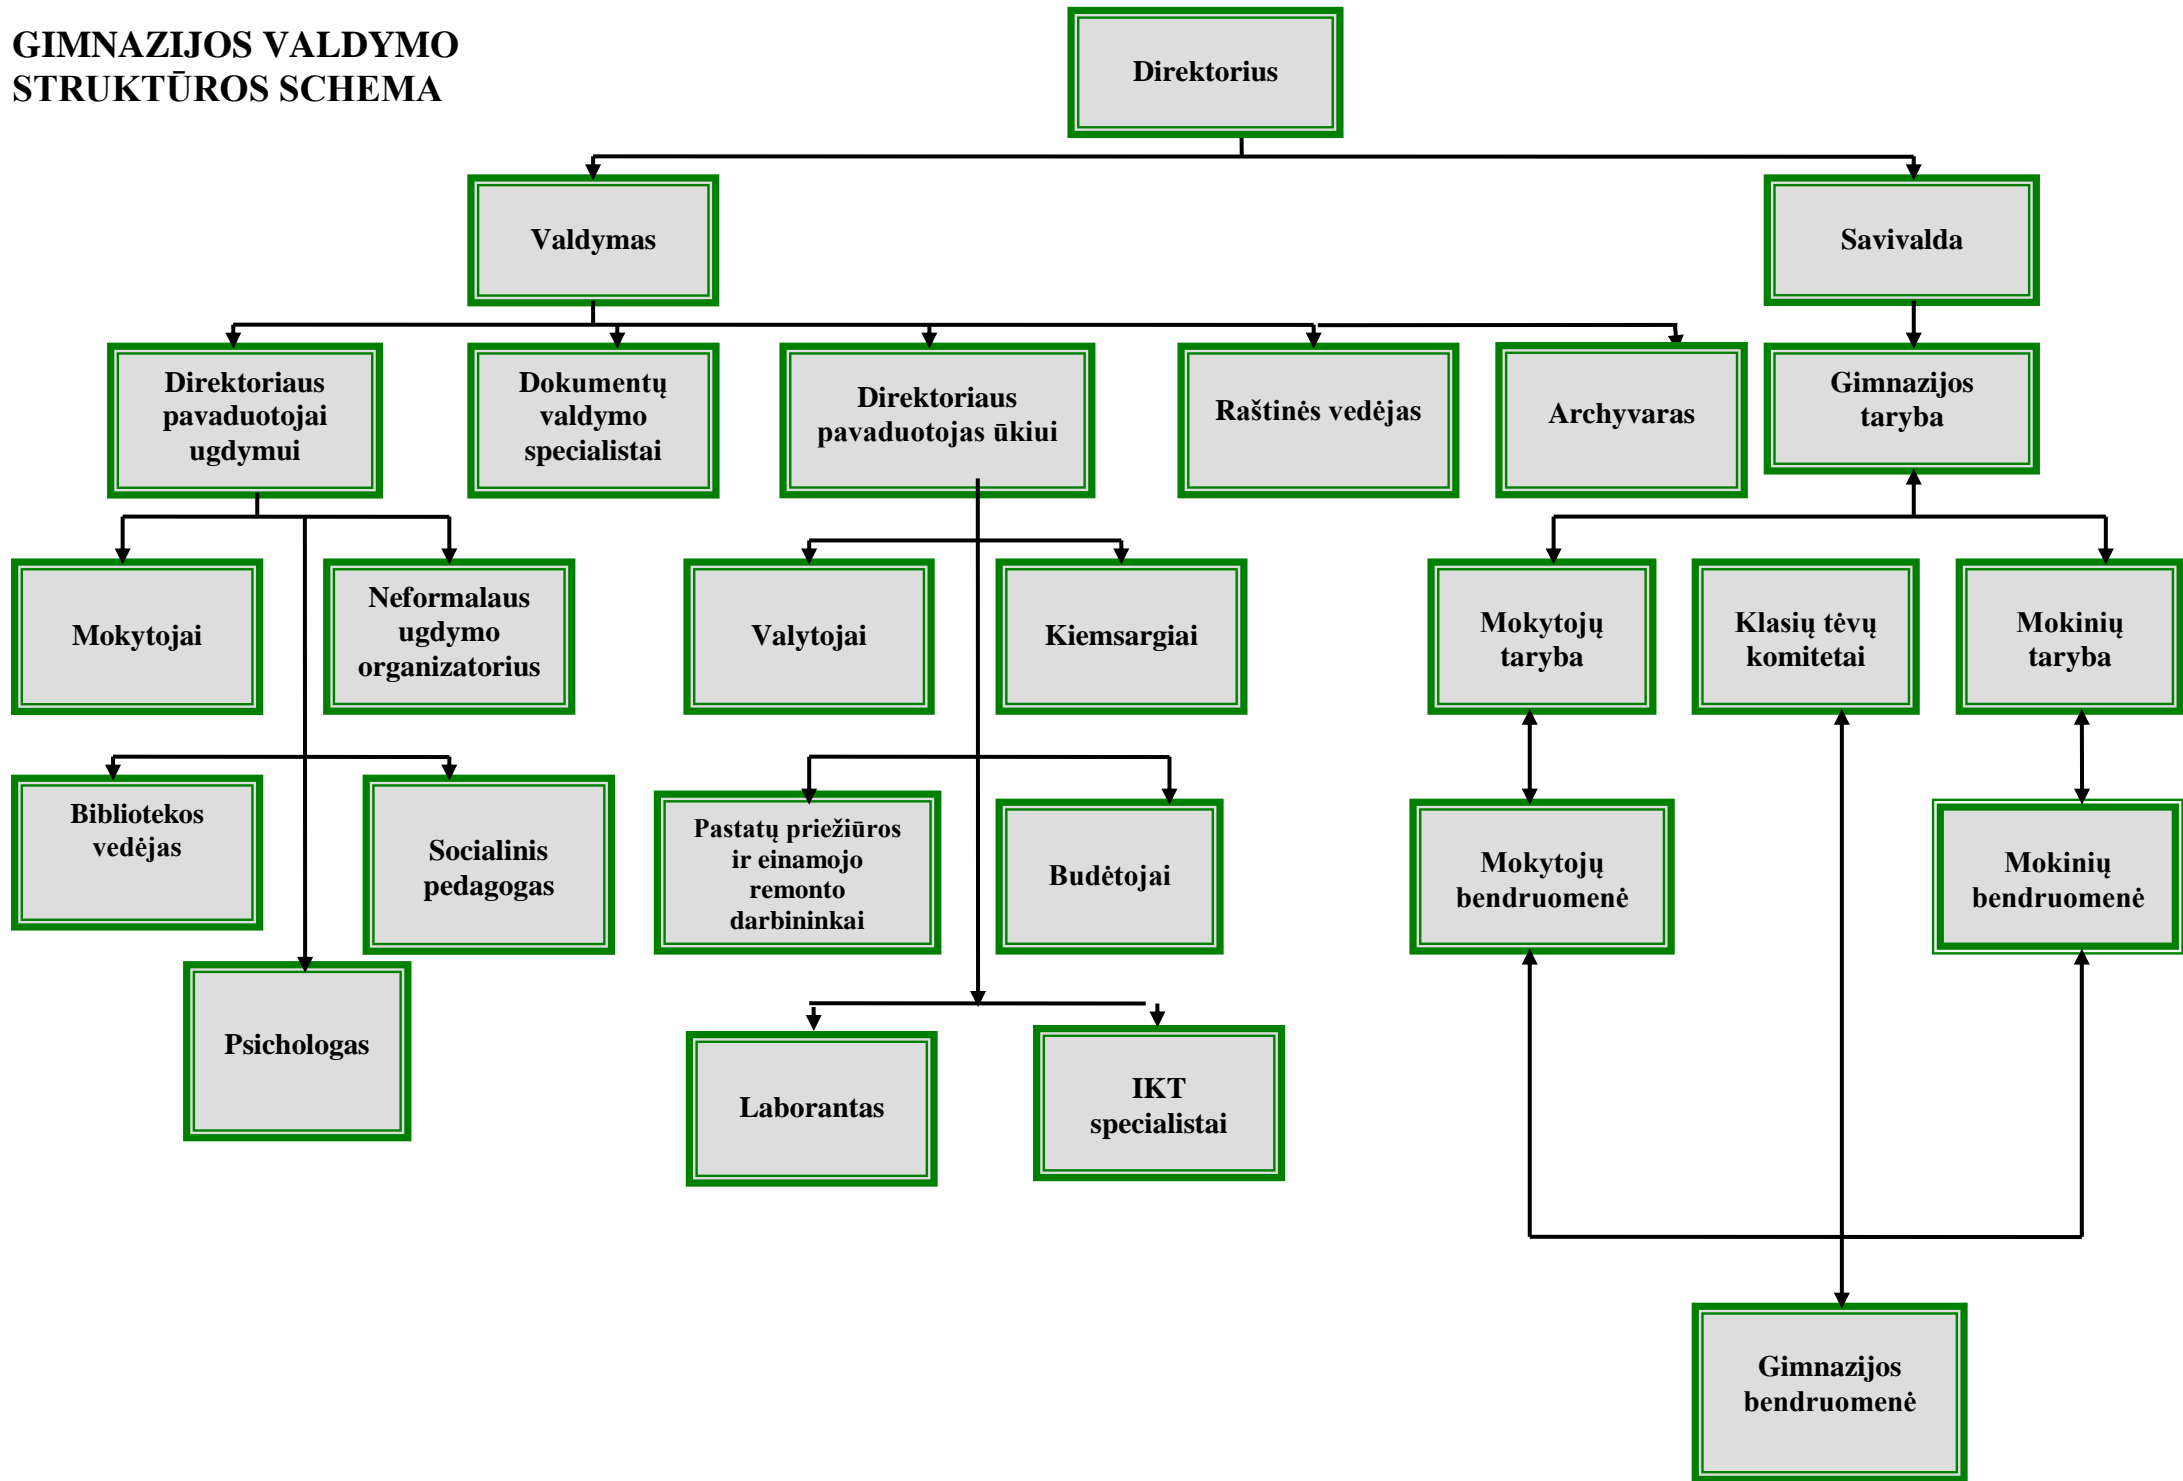 GIMNAZIJOS VALDYMO
STRUKTŪROS SCHEMA
Direktorius
Valdymas
Savivalda
Direktoriaus
pavaduotojai
ugdymui
Dokumentų
valdymo
specialistai
Direktoriaus
pavaduotojas ūkiui
Raštinės vedėjas
Archyvaras
Gimnazijos
taryba
Mokytojai
Neformalaus
ugdymo
organizatorius
Valytojai
Kiemsargiai
Mokytojų
taryba
Klasių tėvų
komitetai
Mokinių
taryba
Bibliotekos
vedėjas
Socialinis
pedagogas
Pastatų priežiūros
ir einamojo
remonto
darbininkai
Budėtojai
Mokytojų
bendruomenė
Mokinių
bendruomenė
Psichologas
Laborantas
IKT
specialistai
Gimnazijos
bendruomenė